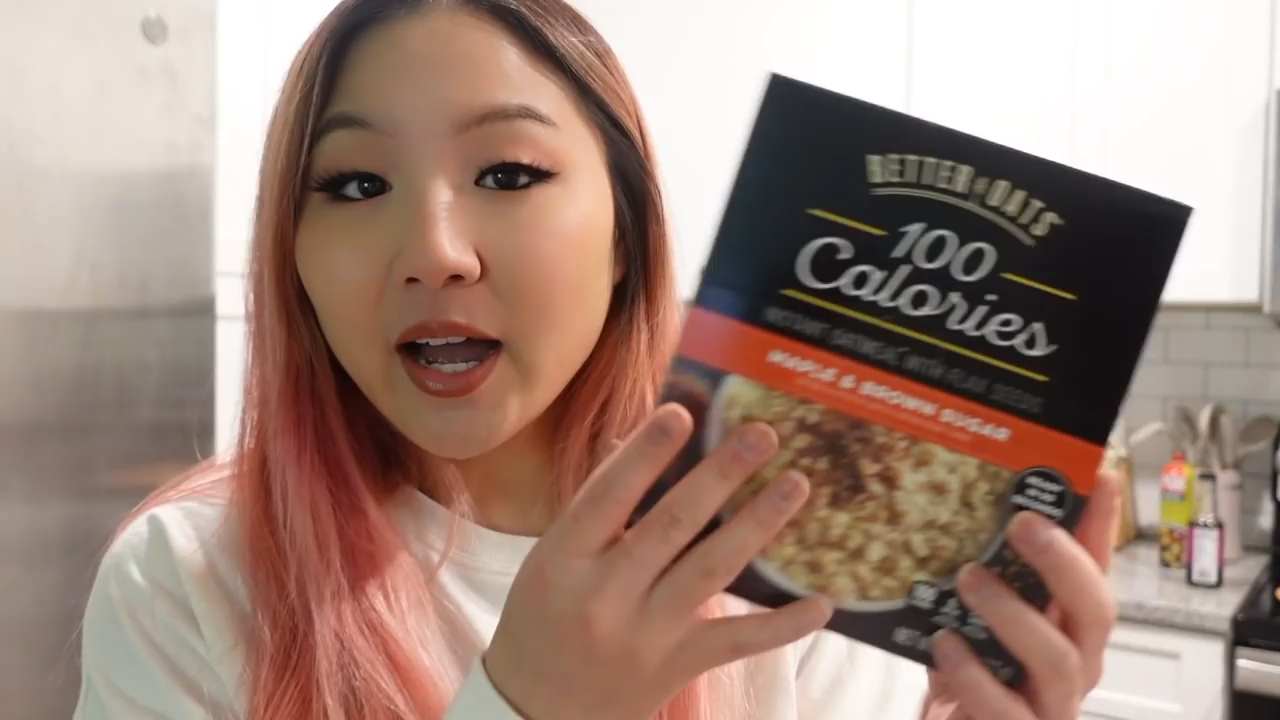 BETTER OATS
100
Calories
INSTANT OATMEAL WITH FLAX SEEDS
MAPLE & BROWN SUGAR